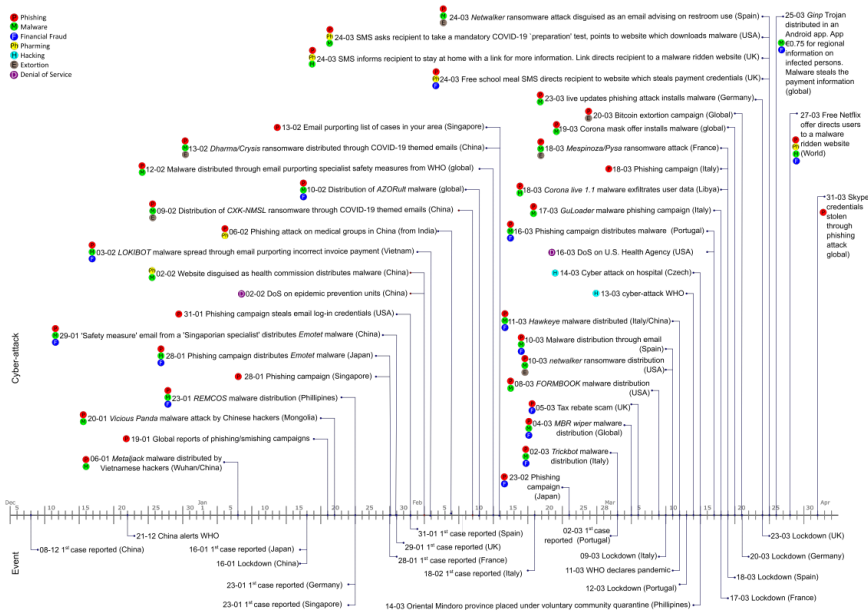 Phishing
Malware
Financial Fraud
Pharming
Hacking
Extortion
Denial of Service
24-03 Netwalker ransomware attack disguised as an email advising on restroom use (Spain)
24-03 SMS asks recipient to take a mandatory COVID-19 `preparation' test, points to website which downloads malware (USA)
24-03 SMS informs recipient to stay at home with a link for more information. Link directs recipient to a malware ridden website (UK)
24-03 Free school meal SMS directs recipient to website which steals payment credentials (UK)
25-03 Ginp Trojan
distributed in an
Android app. App
€0.75 for regional
information on
infected persons.
Malware steals the
payment information
(global)
23-03 live updates phishing attack installs malware (Germany)
20-03 Bitcoin extortion campaign (Global)
19-03 Corona mask offer installs malware (global)
18-03 Mespinoza/Pysa ransomware attack (France)
18-03 Phishing campaign (Italy)
18-03 Corona live 1.1 malware exfiltrates user data (Libya)
17-03 GuLoader malware phishing campaign (Italy)
16-03 Phishing campaign distributes malware (Portugal)
16-03 DoS on U.S. Health Agency (USA)
14-03 Cyber attack on hospital (Czech)
13-03 cyber-attack WHO
27-03 Free Netflix
offer directs users
to a malware
ridden website
(World)
31-03 Skype
credentials
stolen
through
phishing
attack
(global)
13-02 Email purporting list of cases in your area (Singapore)
13-02 Dharma/Crysis ransomware distributed through COVID-19 themed emails (China)
12-02 Malware distributed through email purporting specialist safety measures from WHO (global)
10-02 Distribution of AZORult malware (global)
09-02 Distribution of CXK-NMSL ransomware through COVID-19 themed emails (China)
06-02 Phishing attack on medical groups in China (from India)
03-02 LOKIBOT malware spread through email purporting incorrect invoice payment (Vietnam)
02-02 Website disguised as health commission distributes malware (China)
02-02 DoS on epidemic prevention units (China)
31-01 Phishing campaign steals email log-in credentials (USA)
29-01 'Safety measure' email from a 'Singaporian specialist' distributes Emotet malware (China)
28-01 Phishing campaign distributes Emotet malware (Japan)
28-01 Phishing campaign (Singapore)
23-01 REMCOS malware distribution (Phillipines)
20-01 Vicious Panda malware attack by Chinese hackers (Mongolia)
19-01 Global reports of phishing/smishing campaigns
06-01 Metaljack malware distributed by
Vietnamese hackers (Wuhan/China)
11-03 Hawkeye malware distributed (Italy/China)
10-03 Malware distribution through email
(Spain)
10-03 netwalker ransomware distribution
(USA)
08-03 FORMBOOK malware distribution
(USA)
05-03 Tax rebate scam (UK)
04-03 MBR wiper malware
distribution (Global)
02-03 Trickbot malware
distribution (Italy)
23-02 Phishing
campaign
(Japan)
Cyber-attack
Dec Jan Feb Mar Apr
5 10 15 20 25 30 5 10 15 20 25 30 5 10 15 20 25 5 10 15 20 25 30
Event
08-12 1st case reported (China)
21-12 China alerts WHO
16-01 1st case reported (Japan)
16-01 Lockdown (China)
23-01 1st case reported (Germany)
23-01 1st case reported (Singapore)
31-01 1st case reported (Spain)
29-01 1st case reported (UK)
28-01 1st case reported (France)
18-02 1st case reported (Italy)
02-03 1st case
reported (Portugal)
09-03 Lockdown (Italy)
11-03 WHO declares pandemic
12-03 Lockdown (Portugal)
14-03 Oriental Mindoro province placed under voluntary community quarantine (Phillipines)
23-03 Lockdown (UK)
20-03 Lockdown (Germany)
18-03 Lockdown (Spain)
17-03 Lockdown (France)